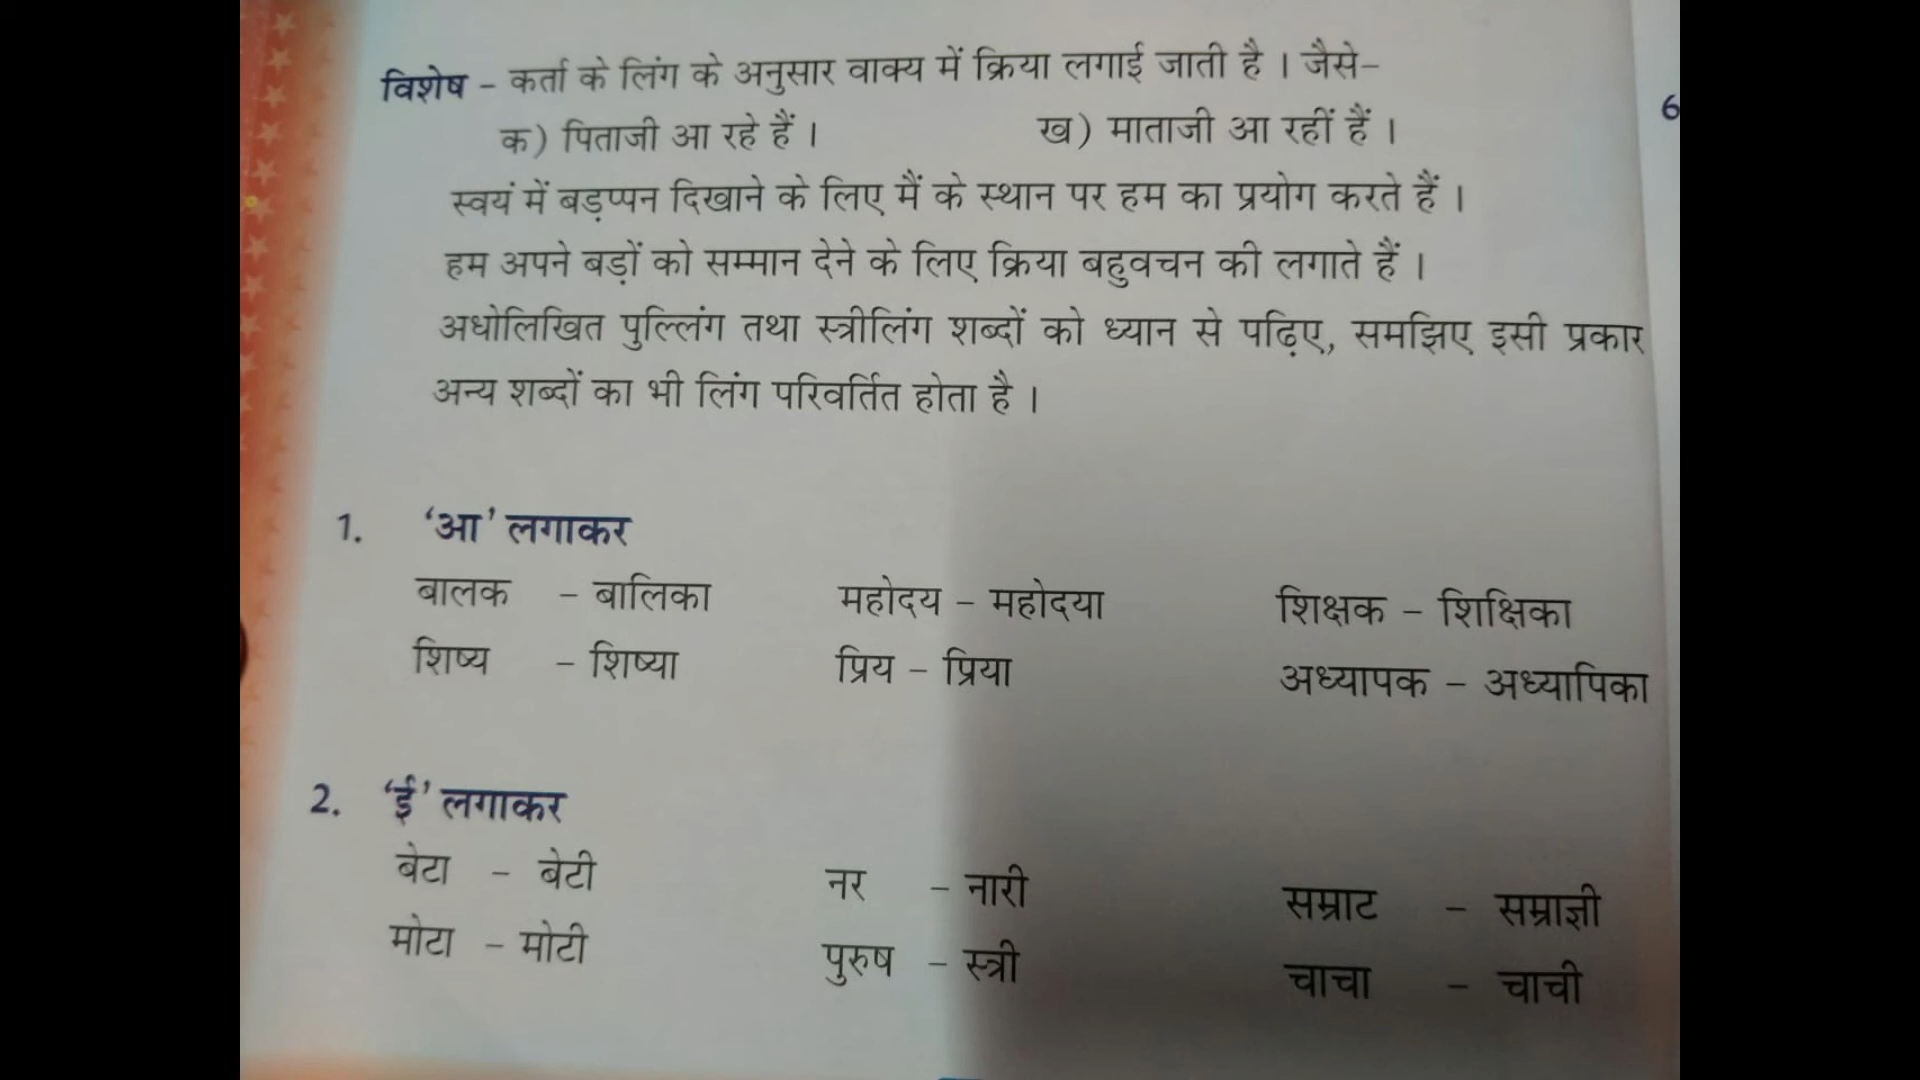 विशेष - कर्ता के लिंग के अनुसार वाक्य में क्रिया लगाई जाती है । जैसे-
क) पिताजी आ रहे हैं । ख) माताजी आ रहीं हैं ।
6
स्वयं में बड़प्पन दिखाने के लिए मैं के स्थान पर हम का प्रयोग करते हैं ।
हम अपने बड़ों को सम्मान देने के लिए क्रिया बहुवचन की लगाते हैं ।
अधोलिखित पुल्लिंग तथा स्त्रीलिंग शब्दों को ध्यान से पढ़िए, समझिए इसी प्रकार
अन्य शब्दों का भी लिंग परिवर्तित होता है ।
1. ‘आ’ लगाकर
बालक - बालिका महोदय - महोदया शिक्षक - शिक्षिका
शिष्य - शिष्या प्रिय - प्रिया अध्यापक - अध्यापिका
2. ‘ई’ लगाकर
बेटा - बेटी नर - नारी सम्राट - सम्राज्ञी
मोटा - मोटी पुरुष - स्त्री चाचा - चाची